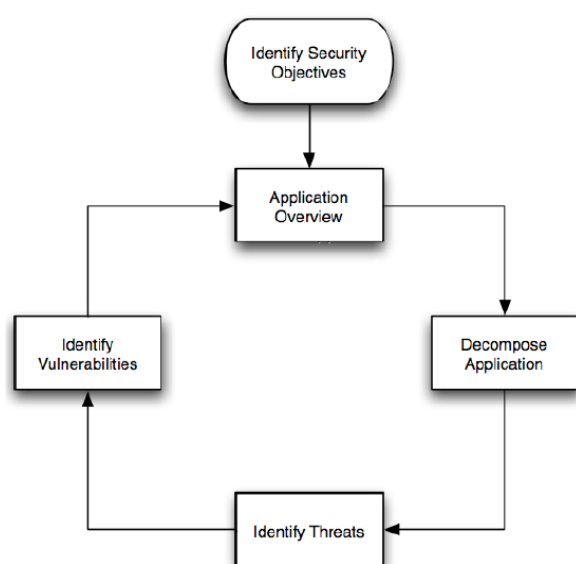 Identify Security
Objectives
Application
Overview
Identify
Vulnerabilities
Decompose
Application
Identify Threats